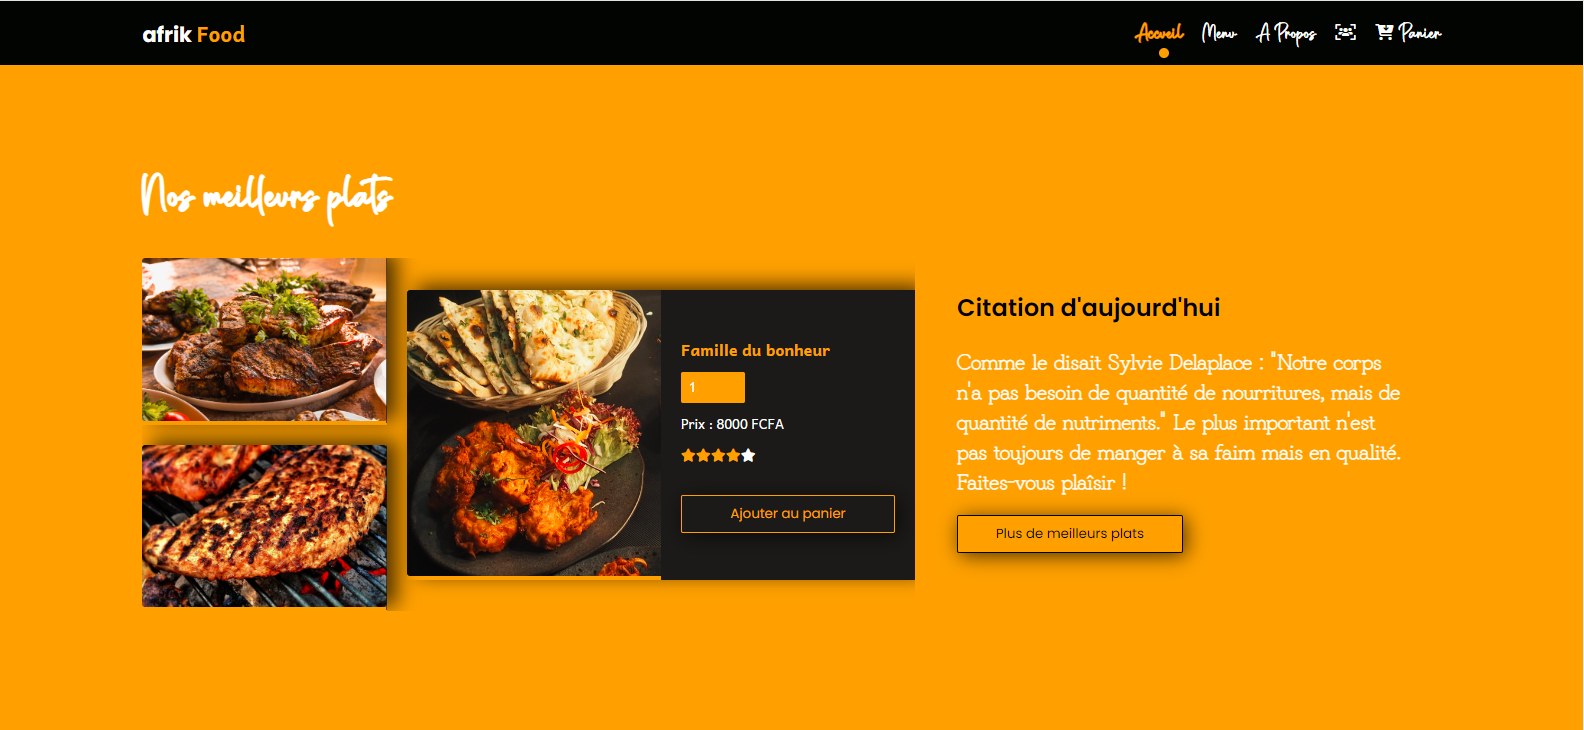 afrik Food
Accueil Menu A Propos Panier
Nos meilleurs plats
Famille du bonheur
1
Prix : 8000 FCFA
Ajouter au panier
Citation d'aujourd'hui
Comme le disait Sylvie Delaplace : "Notre corps
n'a pas besoin de quantité de nourritures, mais de
quantité de nutriments." Le plus important n'est
pas toujours de manger à sa faim mais en qualité.
Faites-vous plaîsir !
Plus de meilleurs plats